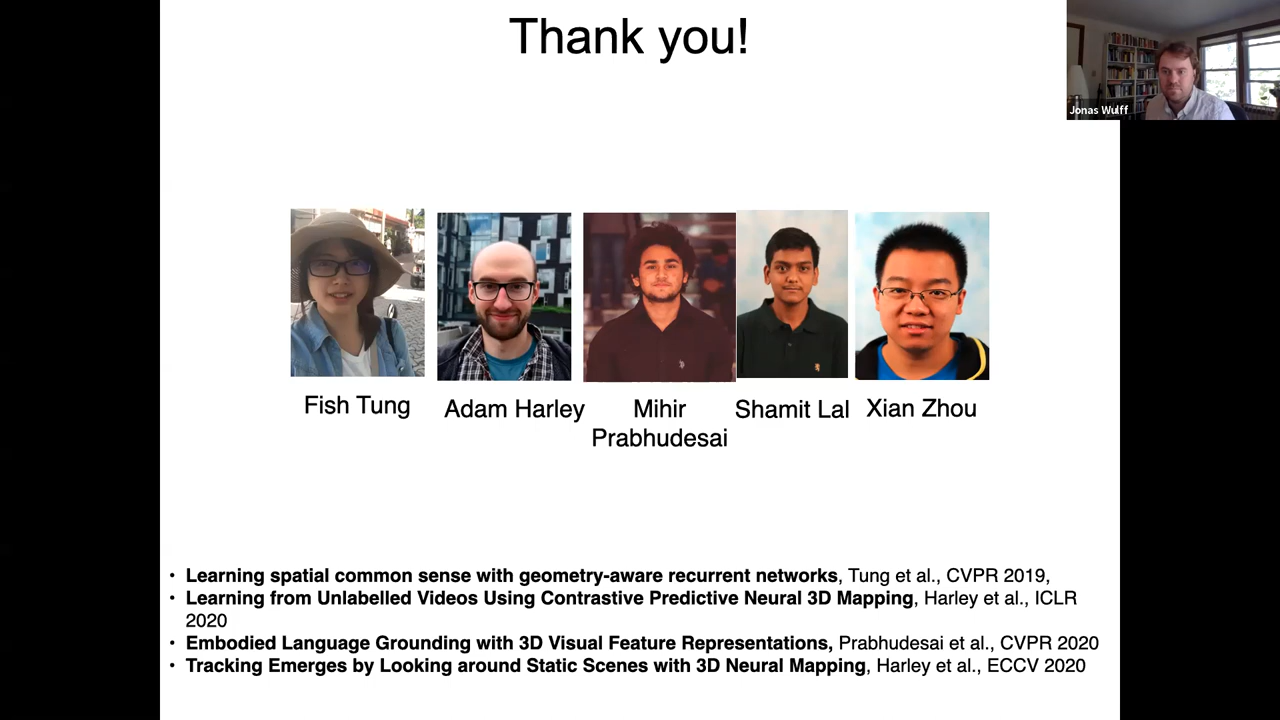 Thank you!
Jonas Wulff
Fish Tung
Adam Harley
Mihir
Prabhudesai
Shamit Lal
Xian Zhou
• Learning spatial common sense with geometry-aware recurrent networks, Tung et al., CVPR 2019,
• Learning from Unlabelled Videos Using Contrastive Predictive Neural 3D Mapping, Harley et al., ICLR
2020
• Embodied Language Grounding with 3D Visual Feature Representations, Prabhudesai et al., CVPR 2020
• Tracking Emerges by Looking around Static Scenes with 3D Neural Mapping, Harley et al., ECCV 2020